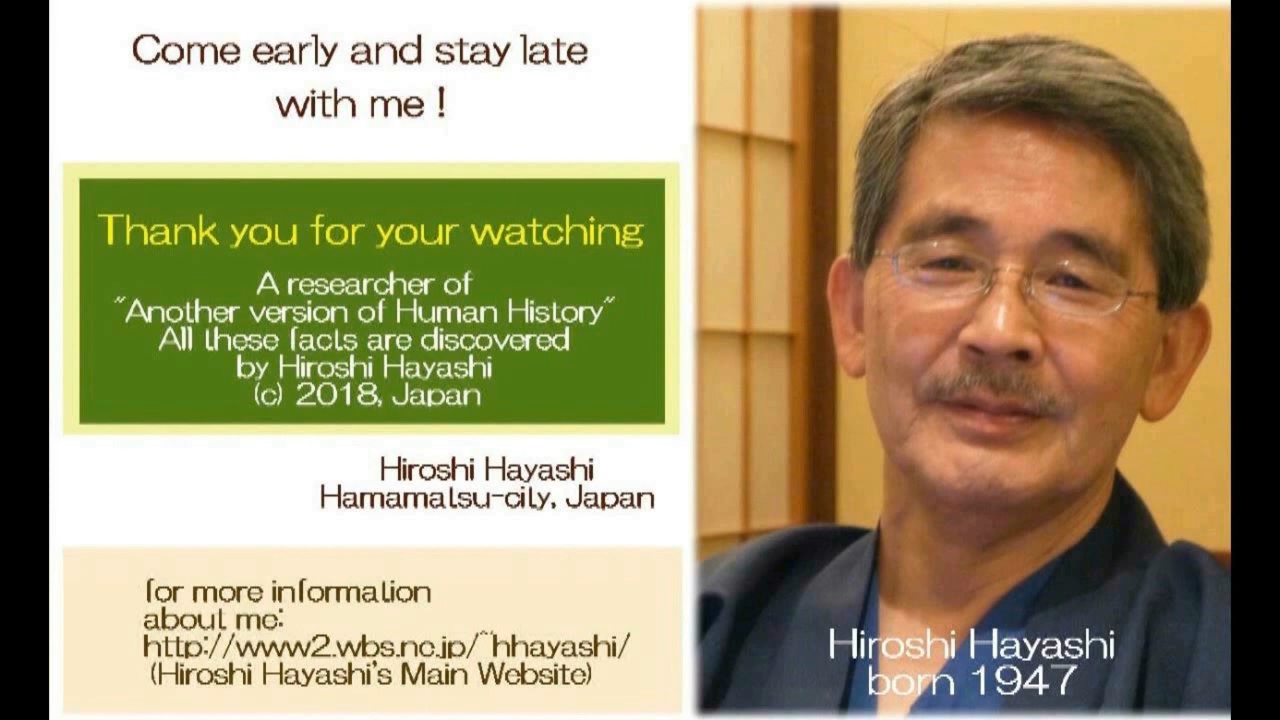 Come early and stay late
with me !
Thank you for your watching
A researcher of
"Another version of Human History"
All these facts are discovered
by Hiroshi Hayashi
(c) 2018, Japan
Hiroshi Hayashi
Hamamatsu-city, Japan
for more information
about me:
http://www2.wbs.ne.jp/~hhayashi/
(Hiroshi Hayashi's Main Website)
Hiroshi Hayashi
born 1947